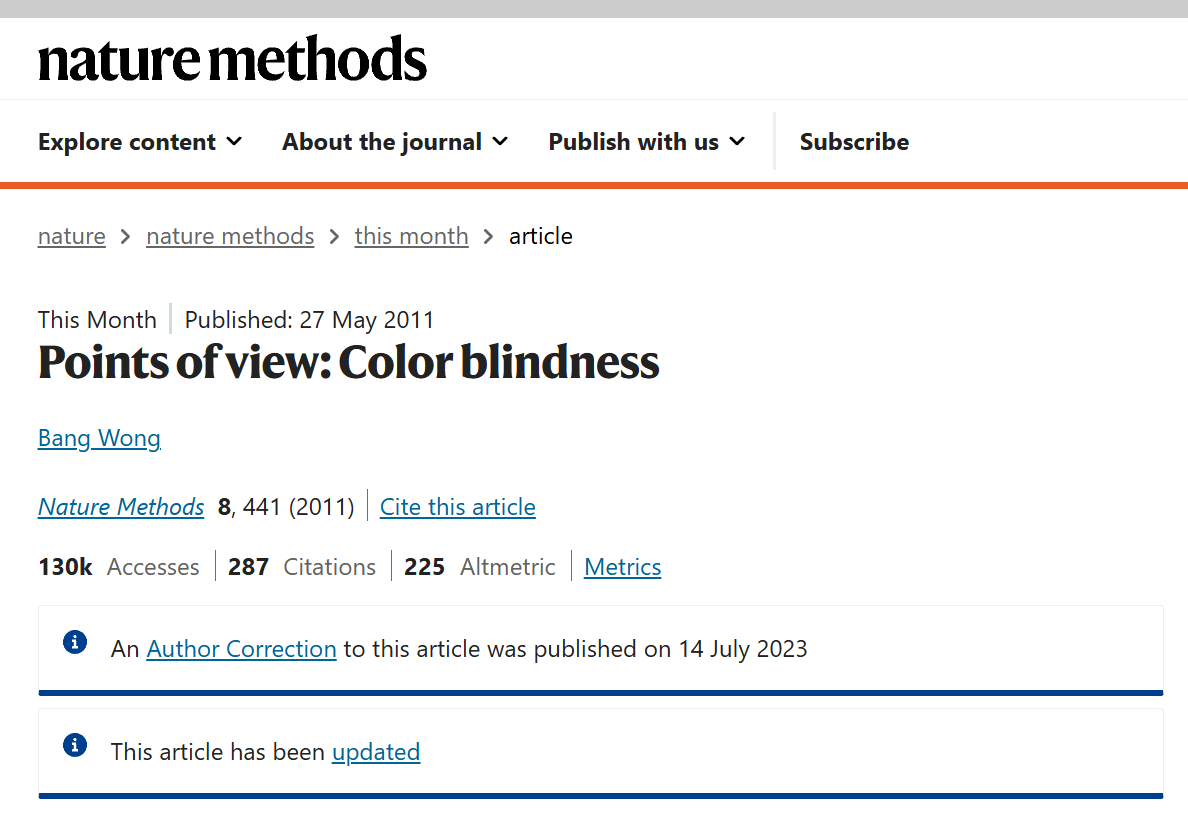 nature methods
Explore content About the journal Publish with us Subscribe
nature > nature methods > this month > article
This Month Published: 27 May 2011
Points of view: Color blindness
Bang Wong
Nature Methods 8, 441 (2011) Cite this article
130k Accesses 287 Citations 225 Altmetric Metrics
An Author Correction to this article was published on 14 July 2023
This article has been updated